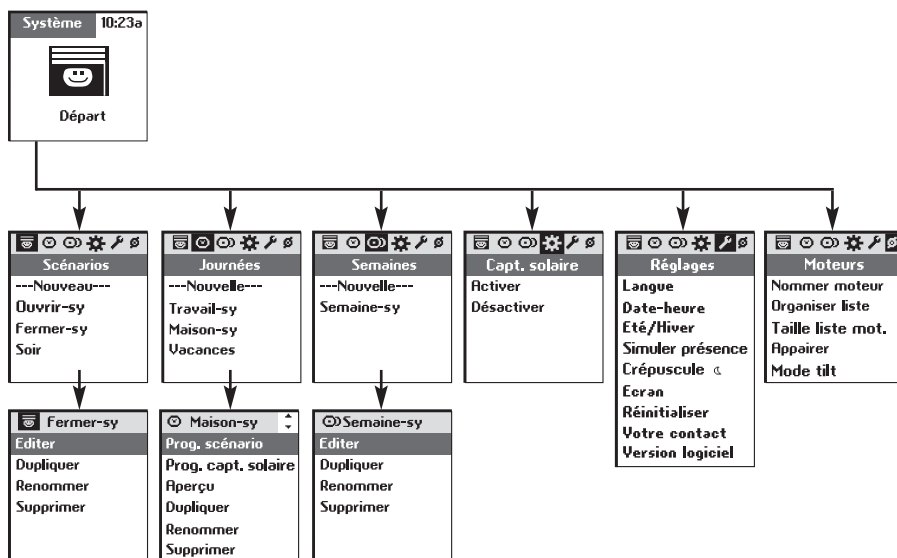 Système 10:23a
Départ
Scénarios
---Nouveau---
Ouvrir-sy
Fermer-sy
Soir
Journées
---Nouvelle---
Travail-sy
Maison-sy
Vacances
Semaines
---Nouvelle---
Semaine-sy
Capt. solaire
Activer
Désactiver
Réglages
Langue
Date-heure
Eté/Hiver
Simuler présence
Crépuscule
Ecran
Réinitialiser
Votre contact
Version logiciel
Moteurs
Nommer moteur
Organiser liste
Taille liste mot.
Appairer
Mode tilt
Fermer-sy
Editer
Dupliquer
Renommer
Supprimer
Maison-sy
Prog. scénario
Prog. capt. solaire
Aperçu
Dupliquer
Renommer
Supprimer
Semaine-sy
Editer
Dupliquer
Renommer
Supprimer